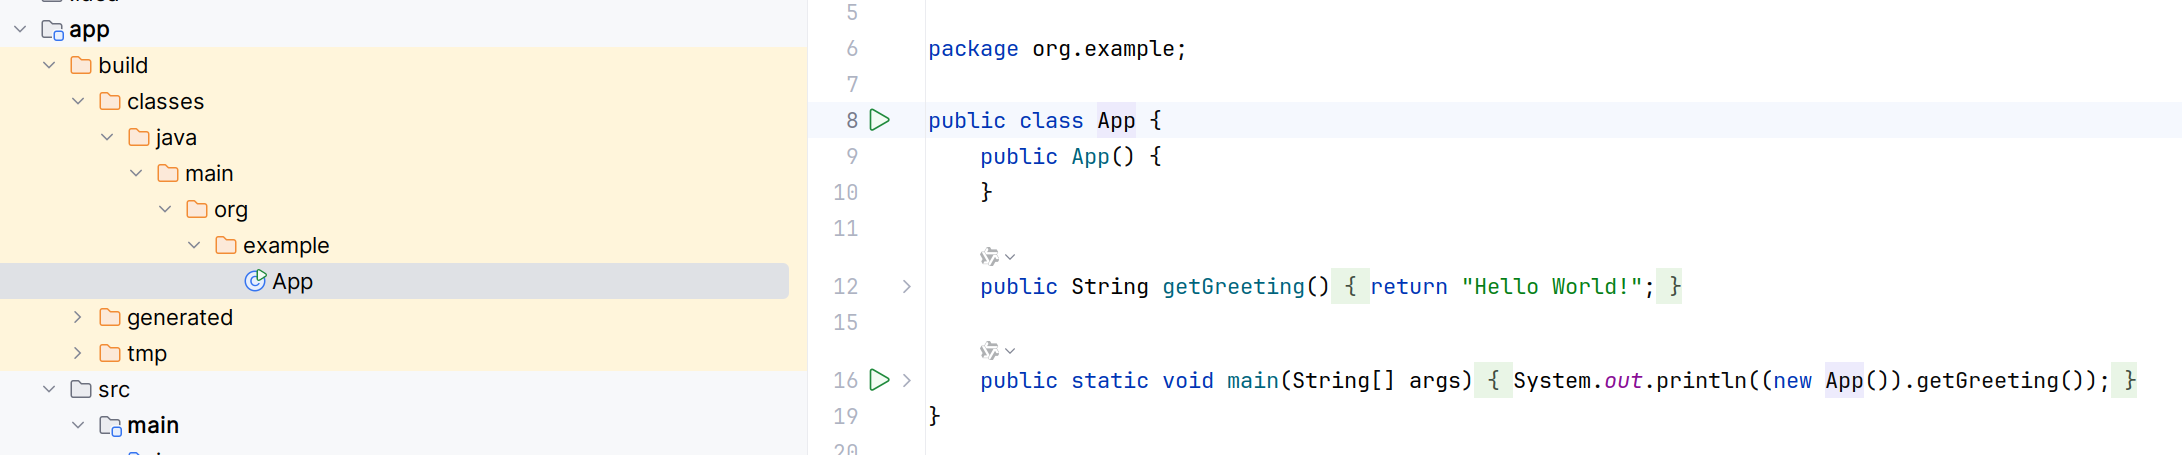 app
build
classes
java
main
org
example
App
generated
tmp
src
main
5
6 package org.example;
7
8 public class App {
9 public App() {
10 }
11
12 public String getGreeting() { return "Hello World!"; }
15
16 public static void main(String[] args) { System.out.println((new App()).getGreeting()); }
19 }
20